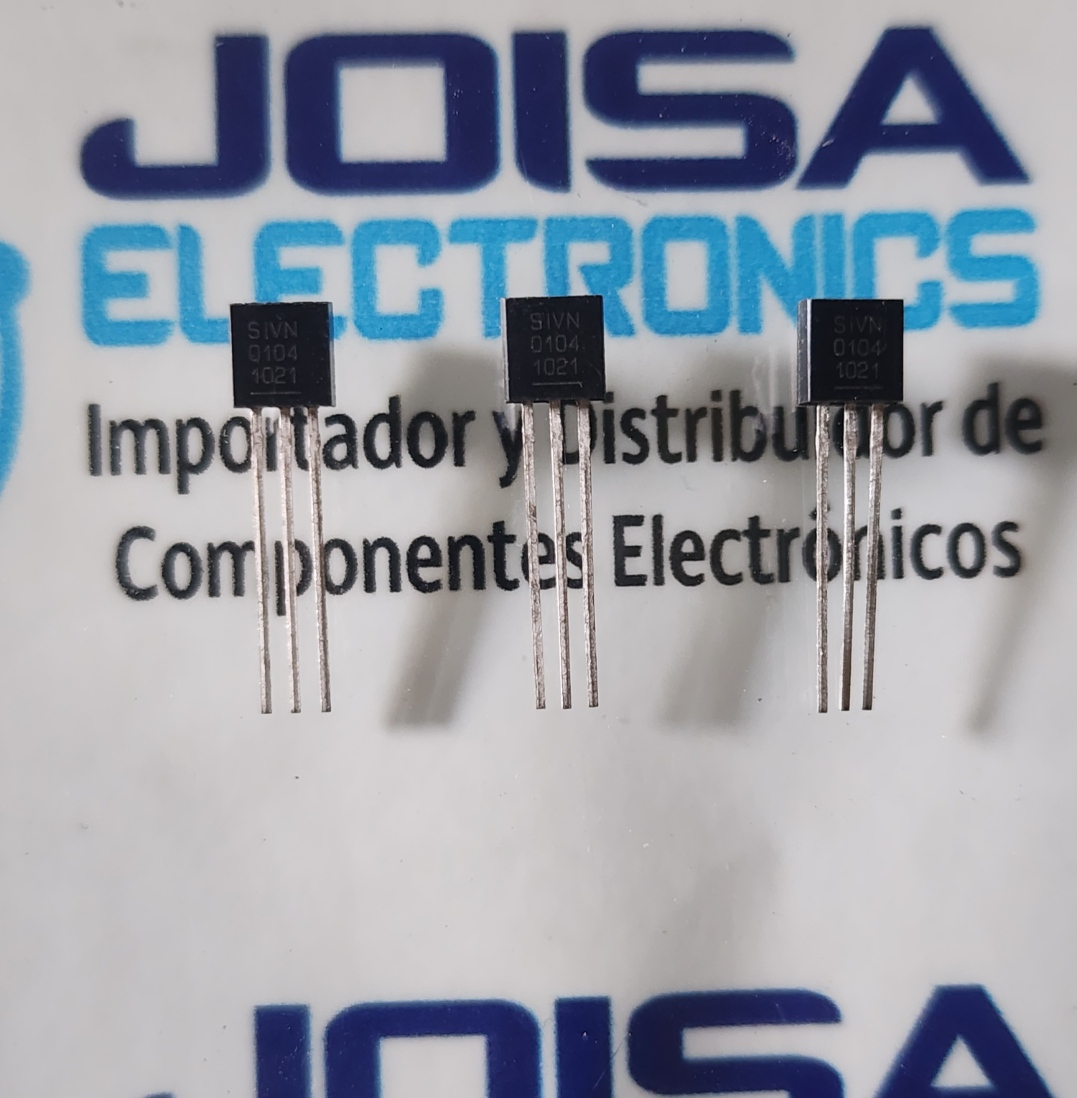 JOISA
ELECTRONICS
SiVN
0104
1021
SiVN
0104
1021
SiVN
0104
1021
Importador y Distribuidor de
Componentes Electrónicos
JOISA